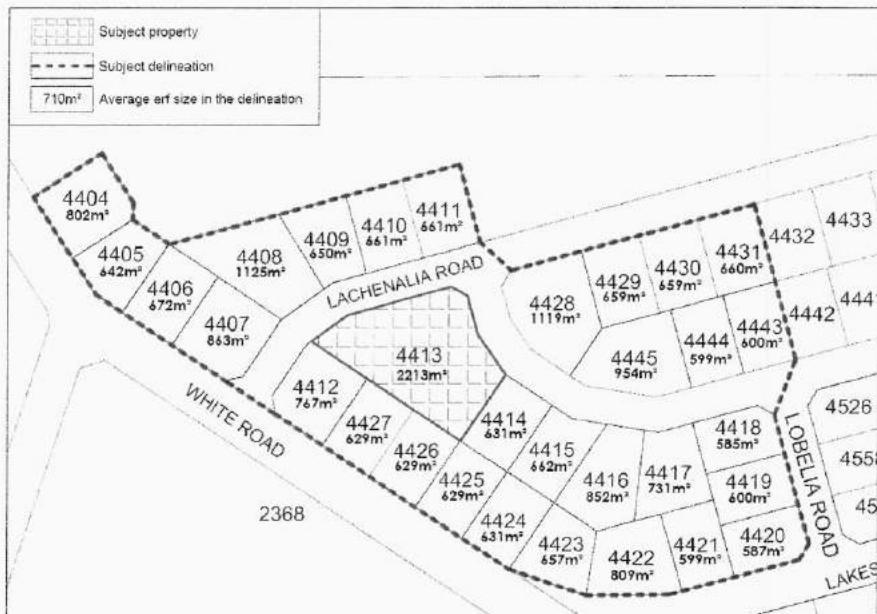 Subject property
Subject delineation
710m² Average erf size in the delineation
4404
802m²
4405
642m²
4406
672m²
4407
863m²
4408
1125m²
4409
650m²
4410
661m²
4411
661m²
LACHENALIA ROAD
4412
767m²
4413
2213m²
4427
629m²
4426
629m²
4425
629m²
4424
631m²
4423
657m²
4414
631m²
4415
662m²
4416
852m²
4417
731m²
4418
585m²
4419
600m²
4420
587m²
4421
599m²
4422
809m²
4428
1119m²
4429
659m²
4430
659m²
4431
660m²
4432
4433
4445
954m²
4444
599m²
4443
600m²
4442
444
4526
455
45
WHITE ROAD
2368
LOBELIA ROAD
LAKES